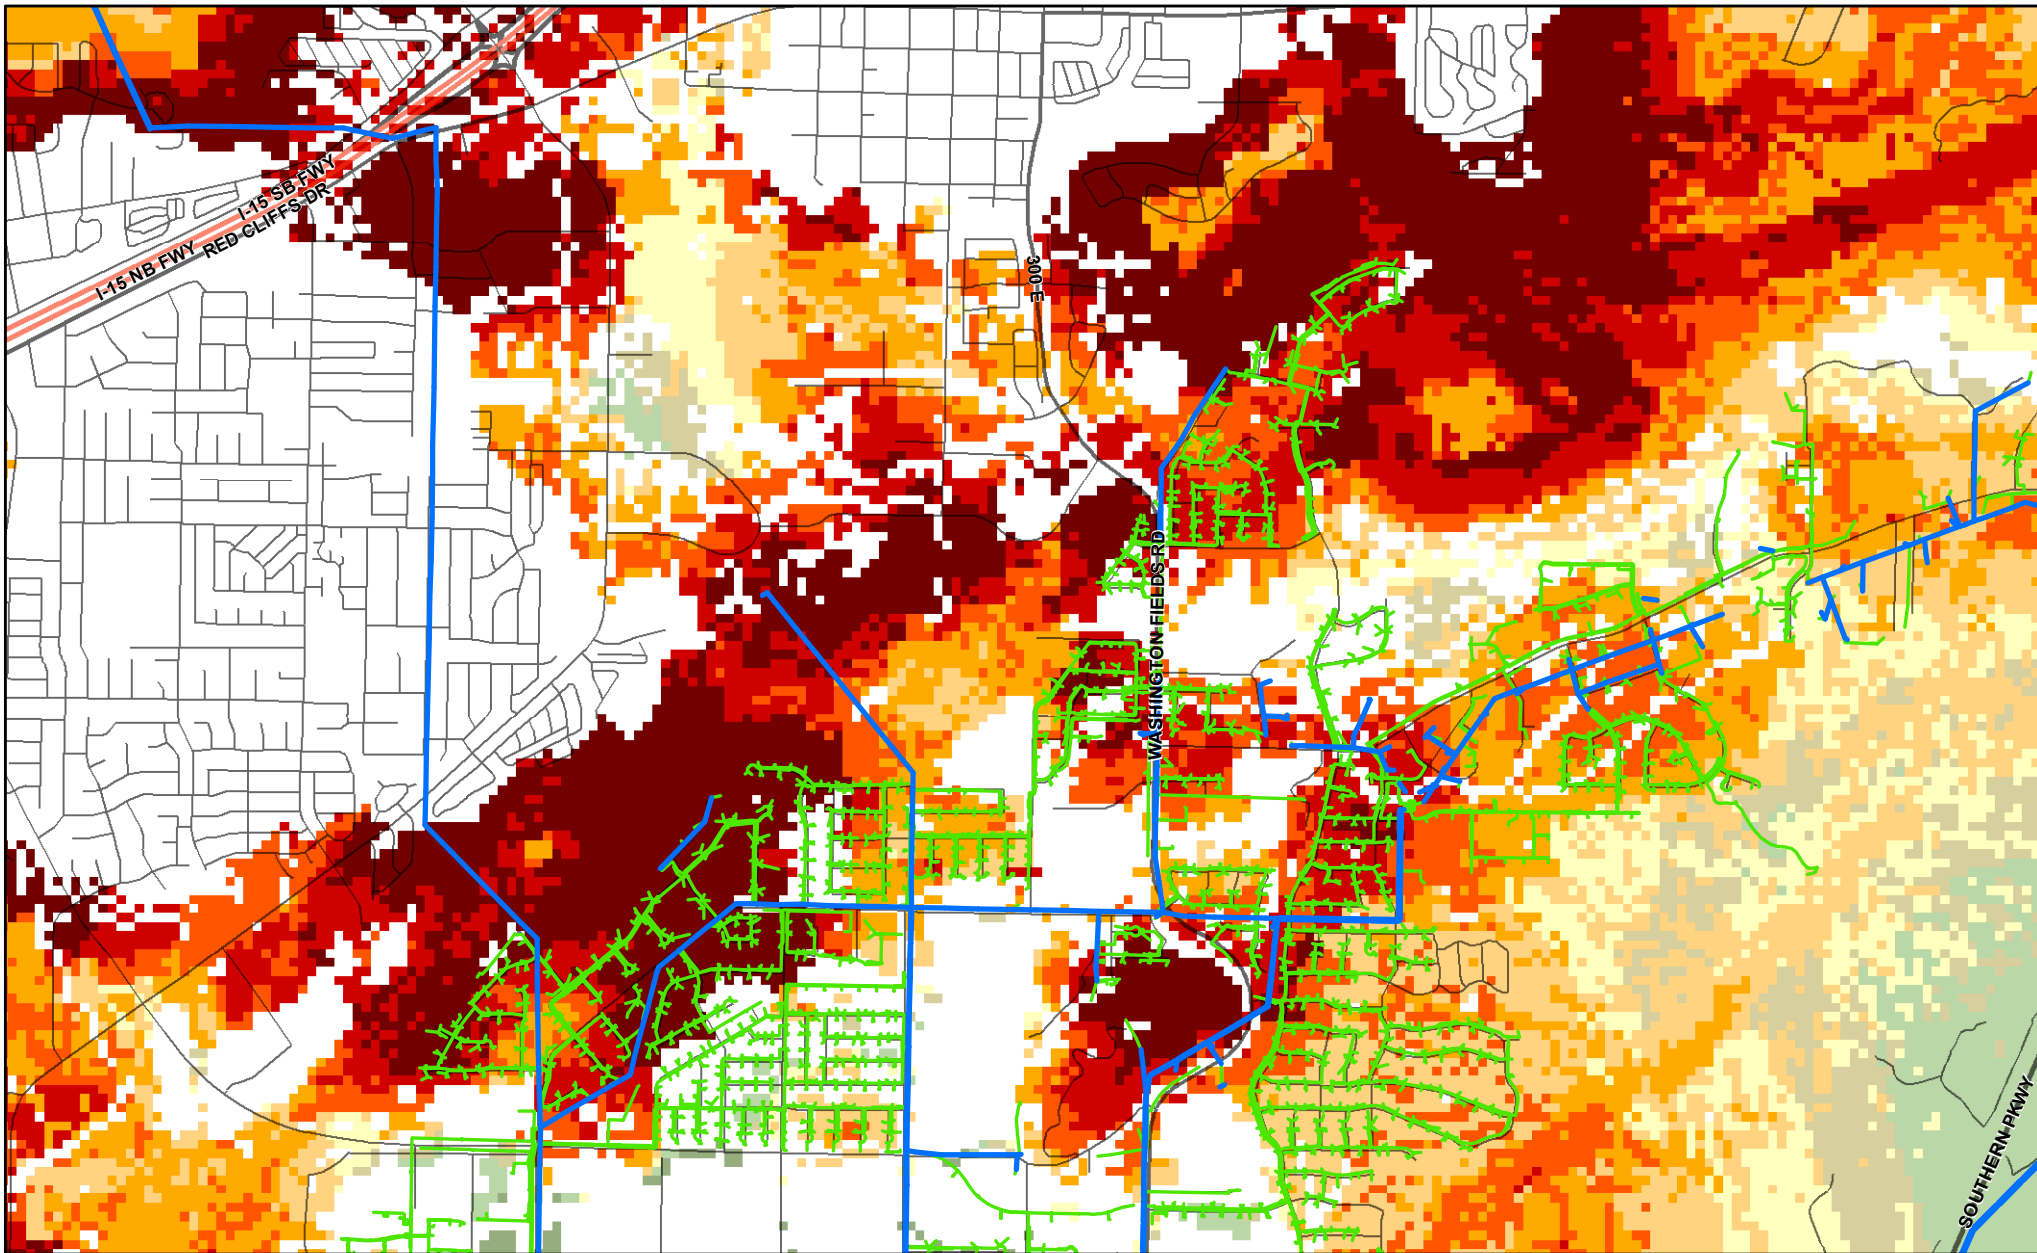 I-15 SB FWY
RED CLIFFS DR
I-15 NB FWY
300 E
WASHINGTON FIELDS RD
SOUTHERN PKWY